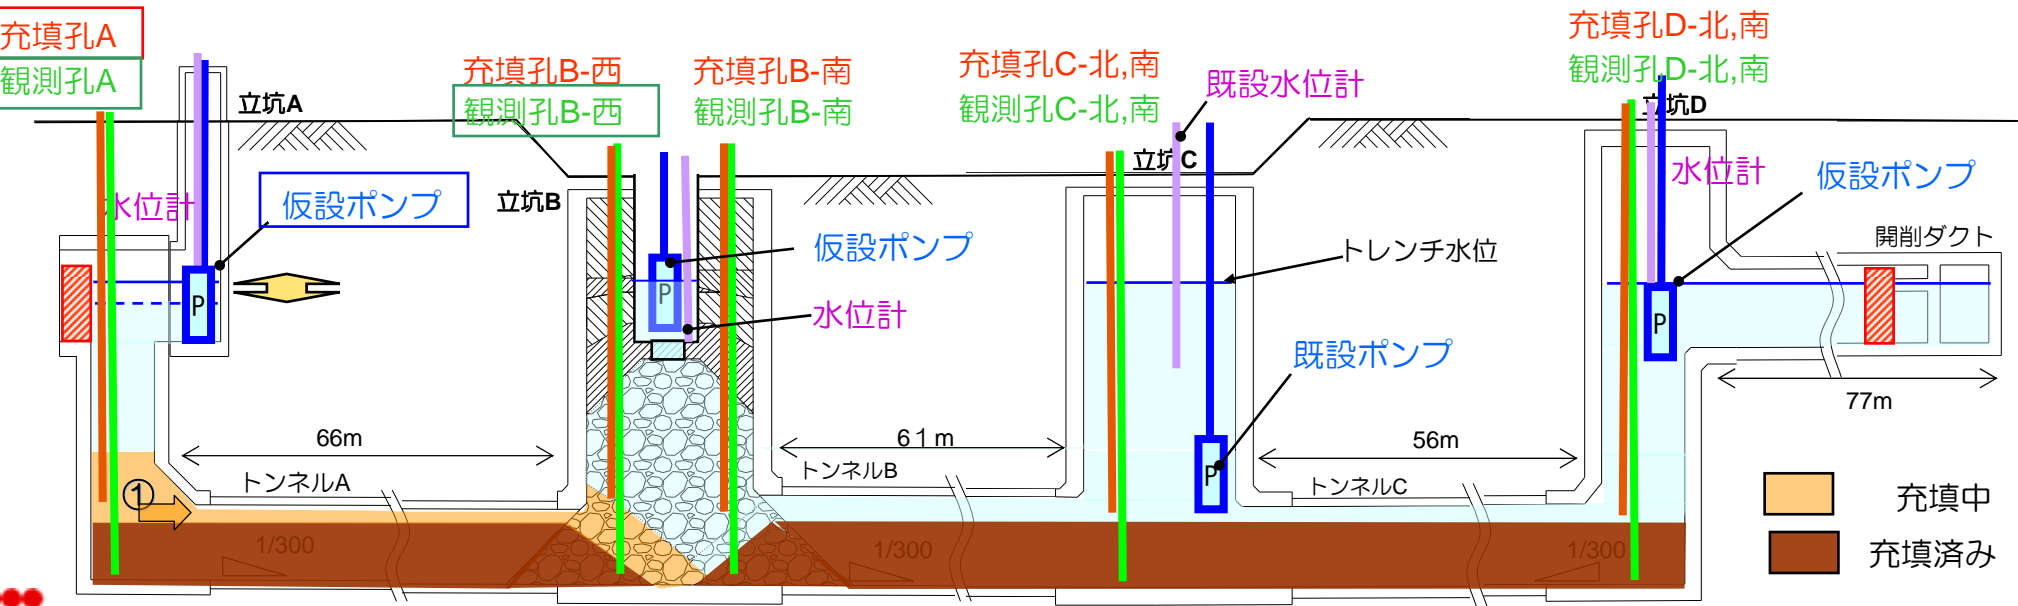 充填孔A
観測孔A
立坑A
水位計
仮設ポンプ
P
充填孔B-西
観測孔B-西
立坑B
充填孔B-南
観測孔B-南
仮設ポンプ
P
水位計
充填孔C-北,南
観測孔C-北,南
既設水位計
立坑C
トレンチ水位
既設ポンプ
P
充填孔D-北,南
観測孔D-北,南
立坑D
水位計
仮設ポンプ
P
開削ダクト
77m
66m
61m
56m
トンネルA
トンネルB
トンネルC
①
1/300
1/300
1/300
充填中
充填済み